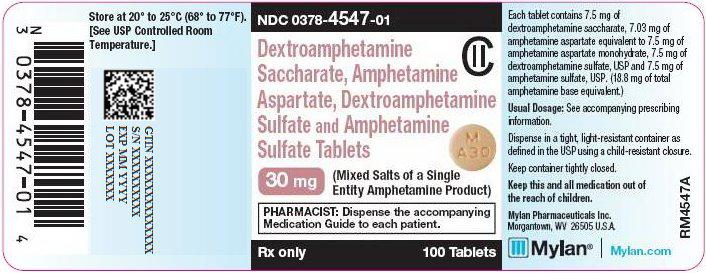 Store at 20° to 25°C (68° to 77°F).
[See USP Controlled Room
Temperature.]
N
3 0378-4547-01 4
GTIN XXXXXXXXXXXXXX
S/N XXXXXXXXXXXX
EXP MM YYYY
LOT XXXXXXX
NDC 0378-4547-01
Dextroamphetamine
Saccharate, Amphetamine
Aspartate, Dextroamphetamine
Sulfate and Amphetamine
Sulfate Tablets
CII
M
A30
30 mg
(Mixed Salts of a Single
Entity Amphetamine Product)
PHARMACIST: Dispense the accompanying
Medication Guide to each patient.
Rx only 100 Tablets
Each tablet contains 7.5 mg of
dextroamphetamine saccharate, 7.03 mg of
amphetamine aspartate equivalent to 7.5 mg of
amphetamine aspartate monohydrate, 7.5 mg of
dextroamphetamine sulfate, USP and 7.5 mg of
amphetamine sulfate, USP. (18.8 mg of total
amphetamine base equivalent.)
Usual Dosage: See accompanying prescribing
information.
Dispense in a tight, light-resistant container as
defined in the USP using a child-resistant closure.
Keep container tightly closed.
Keep this and all medication out of
the reach of children.
Mylan Pharmaceuticals Inc.
Morgantown, WV 26505 U.S.A.
Mylan®
Mylan.com
RM4547A